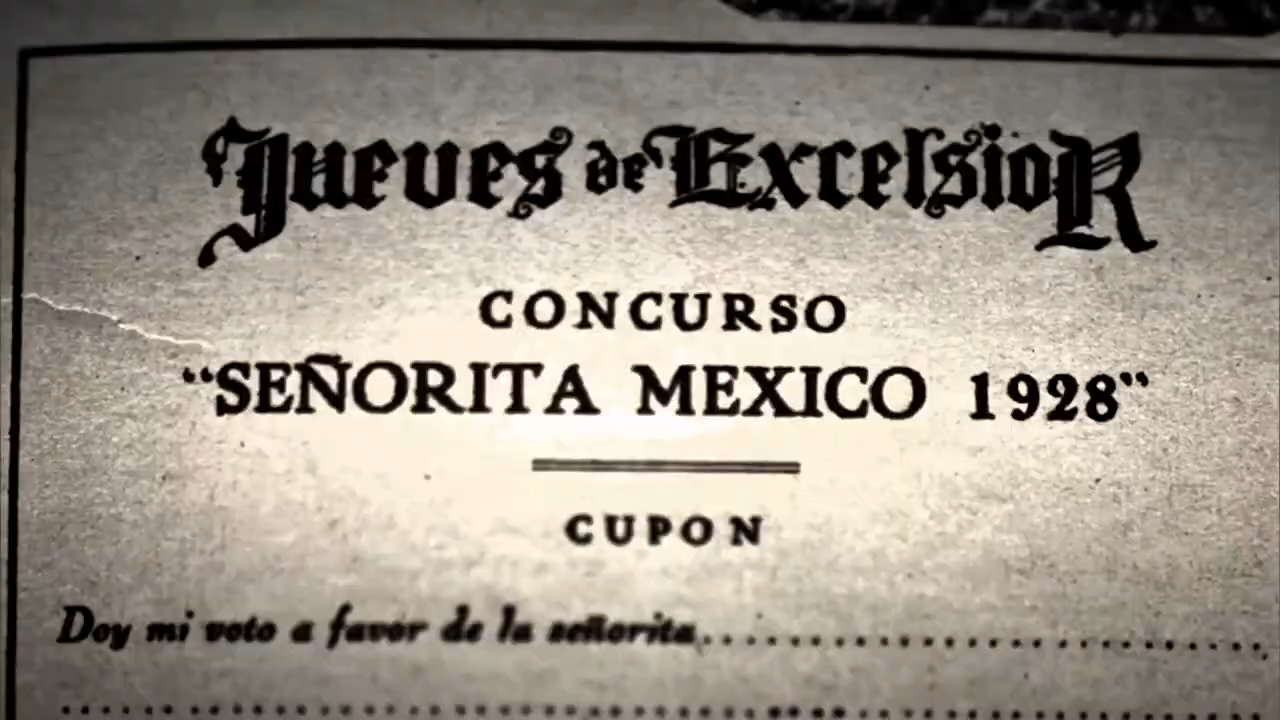 Jueves de Excelsior
CONCURSO
“SEÑORITA MEXICO 1928”
CUPON
Doy mi voto a favor de la señorita..............................